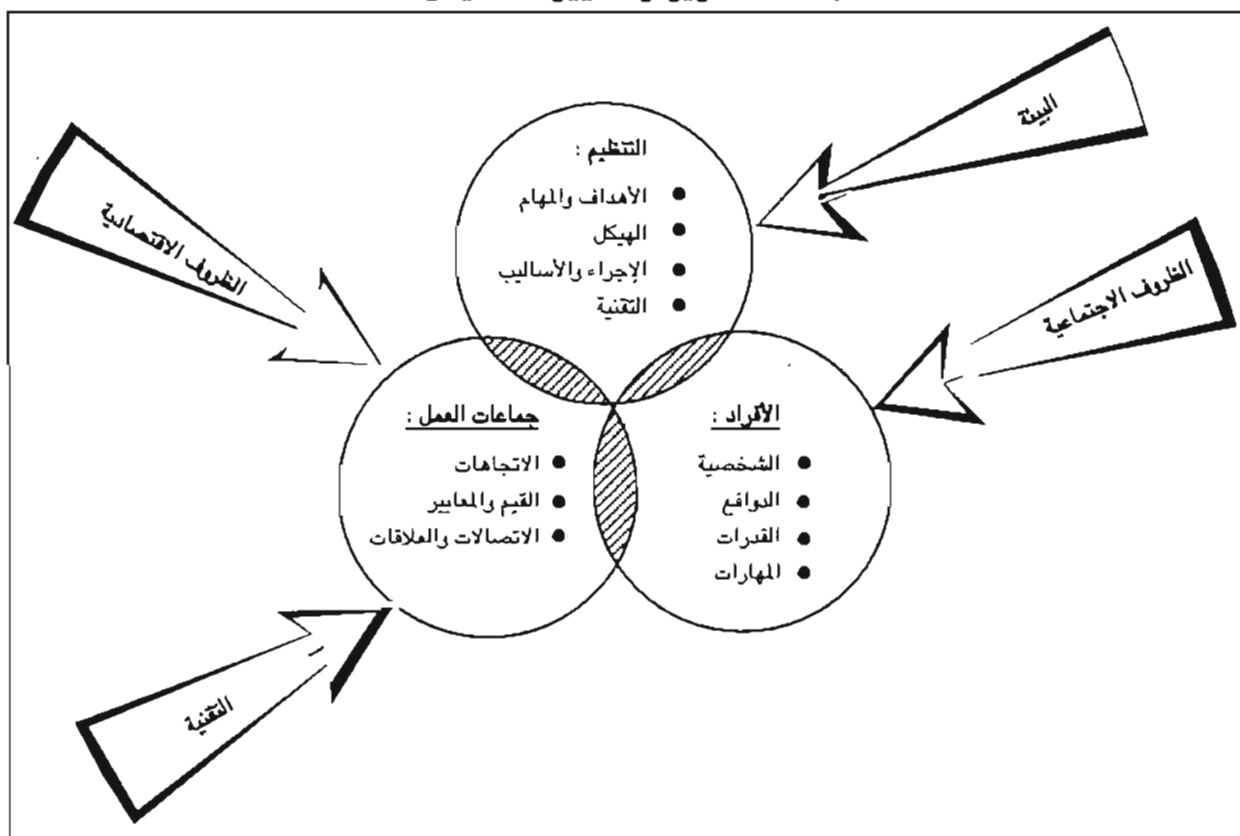 البيئة
الظروف الاقتصادية
الظروف الاجتماعية
التقنية
التنظيم :
● الأهداف والمهام
● الهيكل
● الإجراء والأساليب
● التقنية
جماعات العمل :
● الاتجاهات
● القيم والمعايير
● الاتصالات والعلاقات
الأفراد :
● الشخصية
● الدوافع
● القدرات
● المهارات